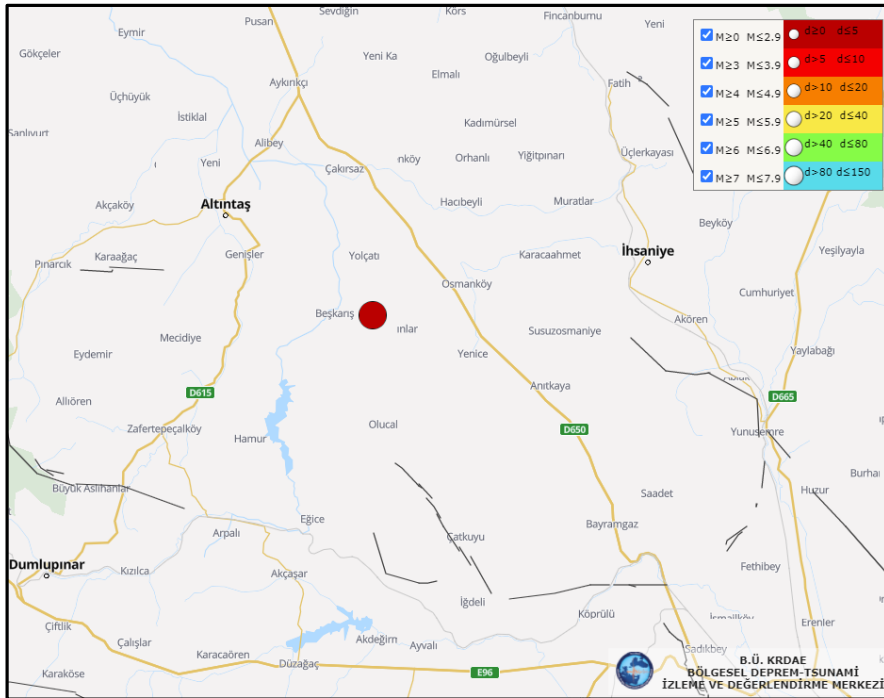 Sevdiğin
Körs
Fincanburnu
Pusan
Yeni
Eymir
Gökçeler
Yeni Ka
Oğulbeyli
Aykırıkçı
Elmalı
Fatih
Üçhüyük
İstiklal
Kadımürsel
Alibey
Yeni
nköy
Orhanlı
Yiğitpınarı
Üçlerkayası
Çakırsaz
Altıntaş
Akçaköy
Hacıbeyli
Muratlar
Beyköy
Karaağaç
Pınarcık
Genişler
Yolçatı
Karacaahmet
İhsaniye
Yeşilyayla
Osmanköy
Cumhuriyet
Beşkarış
ınlar
Susuzosmaniye
Akören
Mecidiye
Eydemir
Yenice
Yaylabağı
Anıtkaya
D615
D665
Allıören
Zafertepeçalköy
Hamur
Olucal
D650
Yunusemre
Burhar
Büyük Aslıhanlar
Saadet
Huzur
Eğice
Bayramgaz
Arpalı
Çatkuyu
Dumlupınar
Kızılca
Akçaşar
Fethibey
İğdeli
Köprülü
Erenler
Çiftlik
Çalışlar
Akdeğim
Ayvalı
Sadıkbey
Karacaören
Düzağaç
Karaköse
E96
M≥0 M≤2.9 d≥0 d≤5
M≥3 M≤3.9 d>5 d≤10
M≥4 M≤4.9 d>10 d≤20
M≥5 M≤5.9 d>20 d≤40
M≥6 M≤6.9 d>40 d≤80
M≥7 M≤7.9 d>80 d≤150
B.Ü. KRDAE
BÖLGESEL DEPREM-TSUNAMİ
İZLEME VE DEĞERLENDİRME MERKEZİ